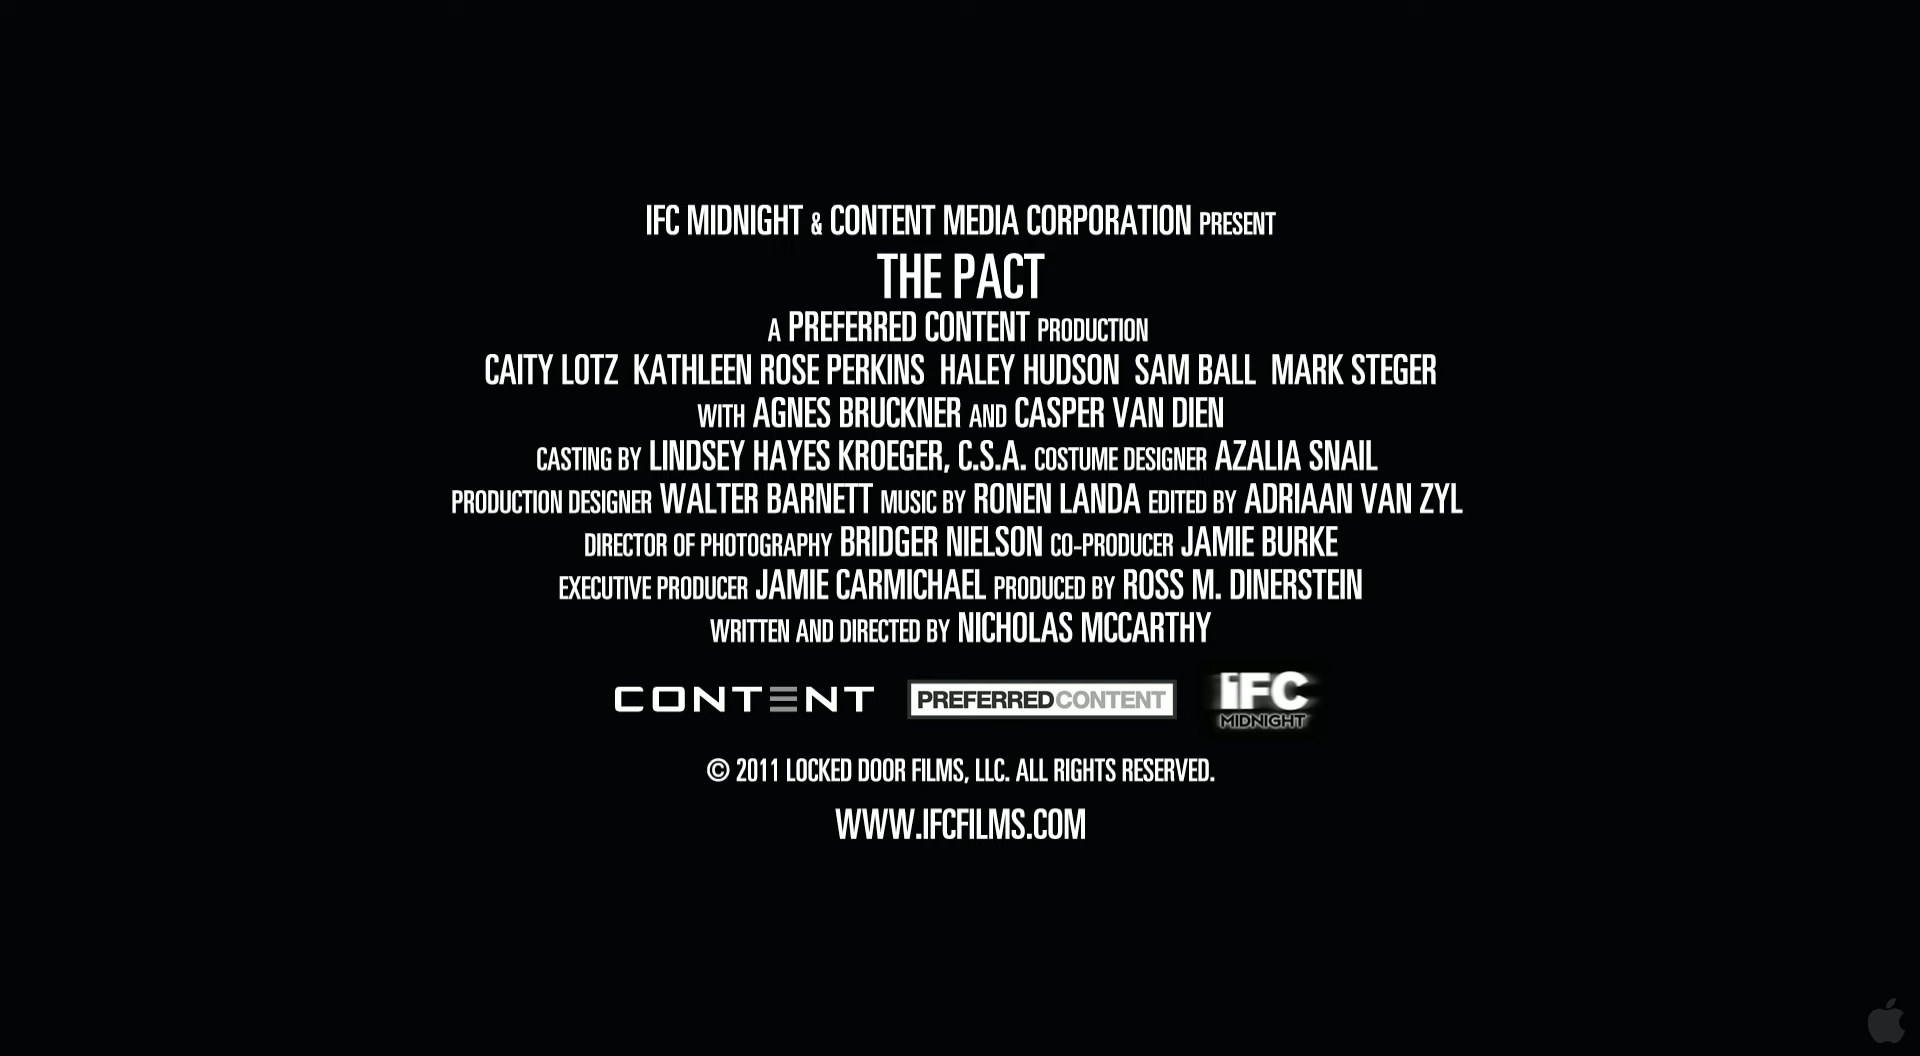 IFC MIDNIGHT & CONTENT MEDIA CORPORATION PRESENT
THE PACT
A PREFERRED CONTENT PRODUCTION
CAITY LOTZ KATHLEEN ROSE PERKINS HALEY HUDSON SAM BALL MARK STEGER
WITH AGNES BRUCKNER AND CASPER VAN DIEN
CASTING BY LINDSEY HAYES KROEGER, C.S.A. COSTUME DESIGNER AZALIA SNAIL
PRODUCTION DESIGNER WALTER BARNETT MUSIC BY RONEN LANDA EDITED BY ADRIAAN VAN ZYL
DIRECTOR OF PHOTOGRAPHY BRIDGER NIELSON CO-PRODUCER JAMIE BURKE
EXECUTIVE PRODUCER JAMIE CARMICHAEL PRODUCED BY ROSS M. DINERSTEIN
WRITTEN AND DIRECTED BY NICHOLAS MCCARTHY
CONTENT PREFERREDCONTENT iFC
MIDNIGHT
© 2011 LOCKED DOOR FILMS, LLC. ALL RIGHTS RESERVED.
WWW.IFCFILMS.COM